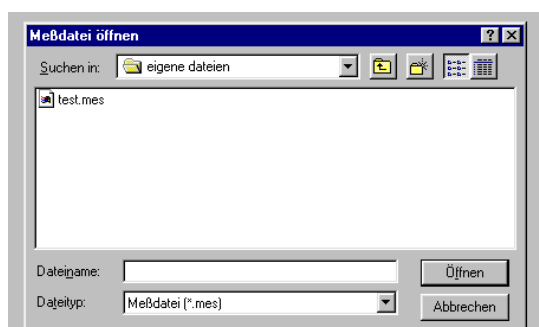 Meßdatei öffnen
Suchen in: eigene dateien
test.mes
Dateiname: Öffnen
Dateityp: Meßdatei (*.mes) Abbrechen